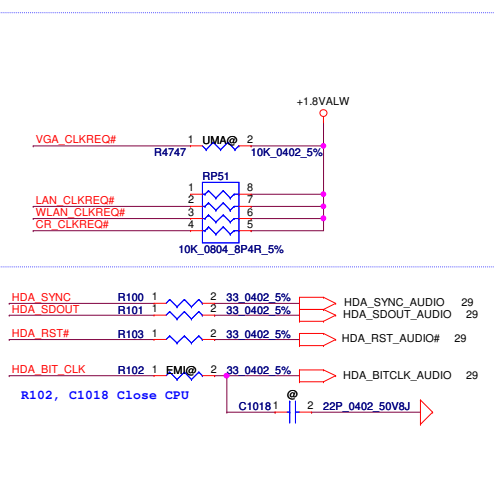 +1.8VALW
VGA_CLKREQ# 1 UMA@ 2
R4747 10K_0402_5%
RP51
1 8
LAN_CLKREQ# 2 7
WLAN_CLKREQ# 3 6
CR_CLKREQ# 4 5
10K_0804_8P4R_5%
HDA_SYNC R100 1 2 33_0402_5% HDA_SYNC_AUDIO 29
HDA_SDOUT R101 1 2 33_0402_5% HDA_SDOUT_AUDIO 29
HDA_RST# R103 1 2 33_0402_5% HDA_RST_AUDIO# 29
HDA_BIT_CLK R102 1 EMI@ 2 33_0402_5% HDA_BITCLK_AUDIO 29
R102, C1018 Close CPU
@
C1018 1 2 22P_0402_50V8J